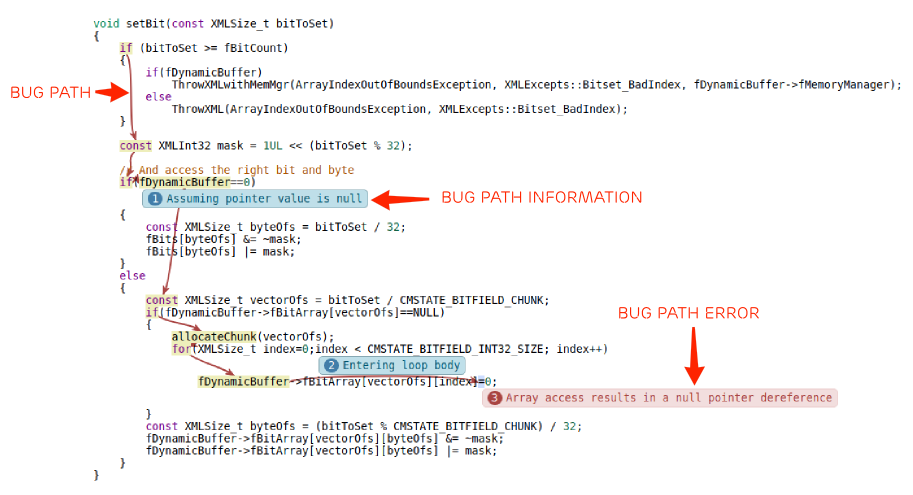 void setBit(const XMLSize_t bitToSet)
{
if (bitToSet >= fBitCount)
{
if(fDynamicBuffer)
ThrowXMLwithMemMgr(ArrayIndexOutOfBoundsException, XMLExcepts::Bitset_BadIndex, fDynamicBuffer->fMemoryManager);
BUG PATH
else
ThrowXML(ArrayIndexOutOfBoundsException, XMLExcepts::Bitset_BadIndex);
}
const XMLInt32 mask = 1UL << (bitToSet % 32);
// And access the right bit and byte
if(fDynamicBuffer==0)
1 Assuming pointer value is null
BUG PATH INFORMATION
{
const XMLSize_t byteOfs = bitToSet / 32;
fBits[byteOfs] &= ~mask;
fBits[byteOfs] |= mask;
}
else
{
const XMLSize_t vectorOfs = bitToSet / CMSTATE_BITFIELD_CHUNK;
if(fDynamicBuffer->fBitArray[vectorOfs]==NULL)
BUG PATH ERROR
{
allocateChunk(vectorOfs);
for(XMLSize_t index=0;index < CMSTATE_BITFIELD_INT32_SIZE; index++)
2 Entering loop body
fDynamicBuffer->fBitArray[vectorOfs][index]=0;
3 Array access results in a null pointer dereference
}
const XMLSize_t byteOfs = (bitToSet % CMSTATE_BITFIELD_CHUNK) / 32;
fDynamicBuffer->fBitArray[vectorOfs][byteOfs] &= ~mask;
fDynamicBuffer->fBitArray[vectorOfs][byteOfs] |= mask;
}
}